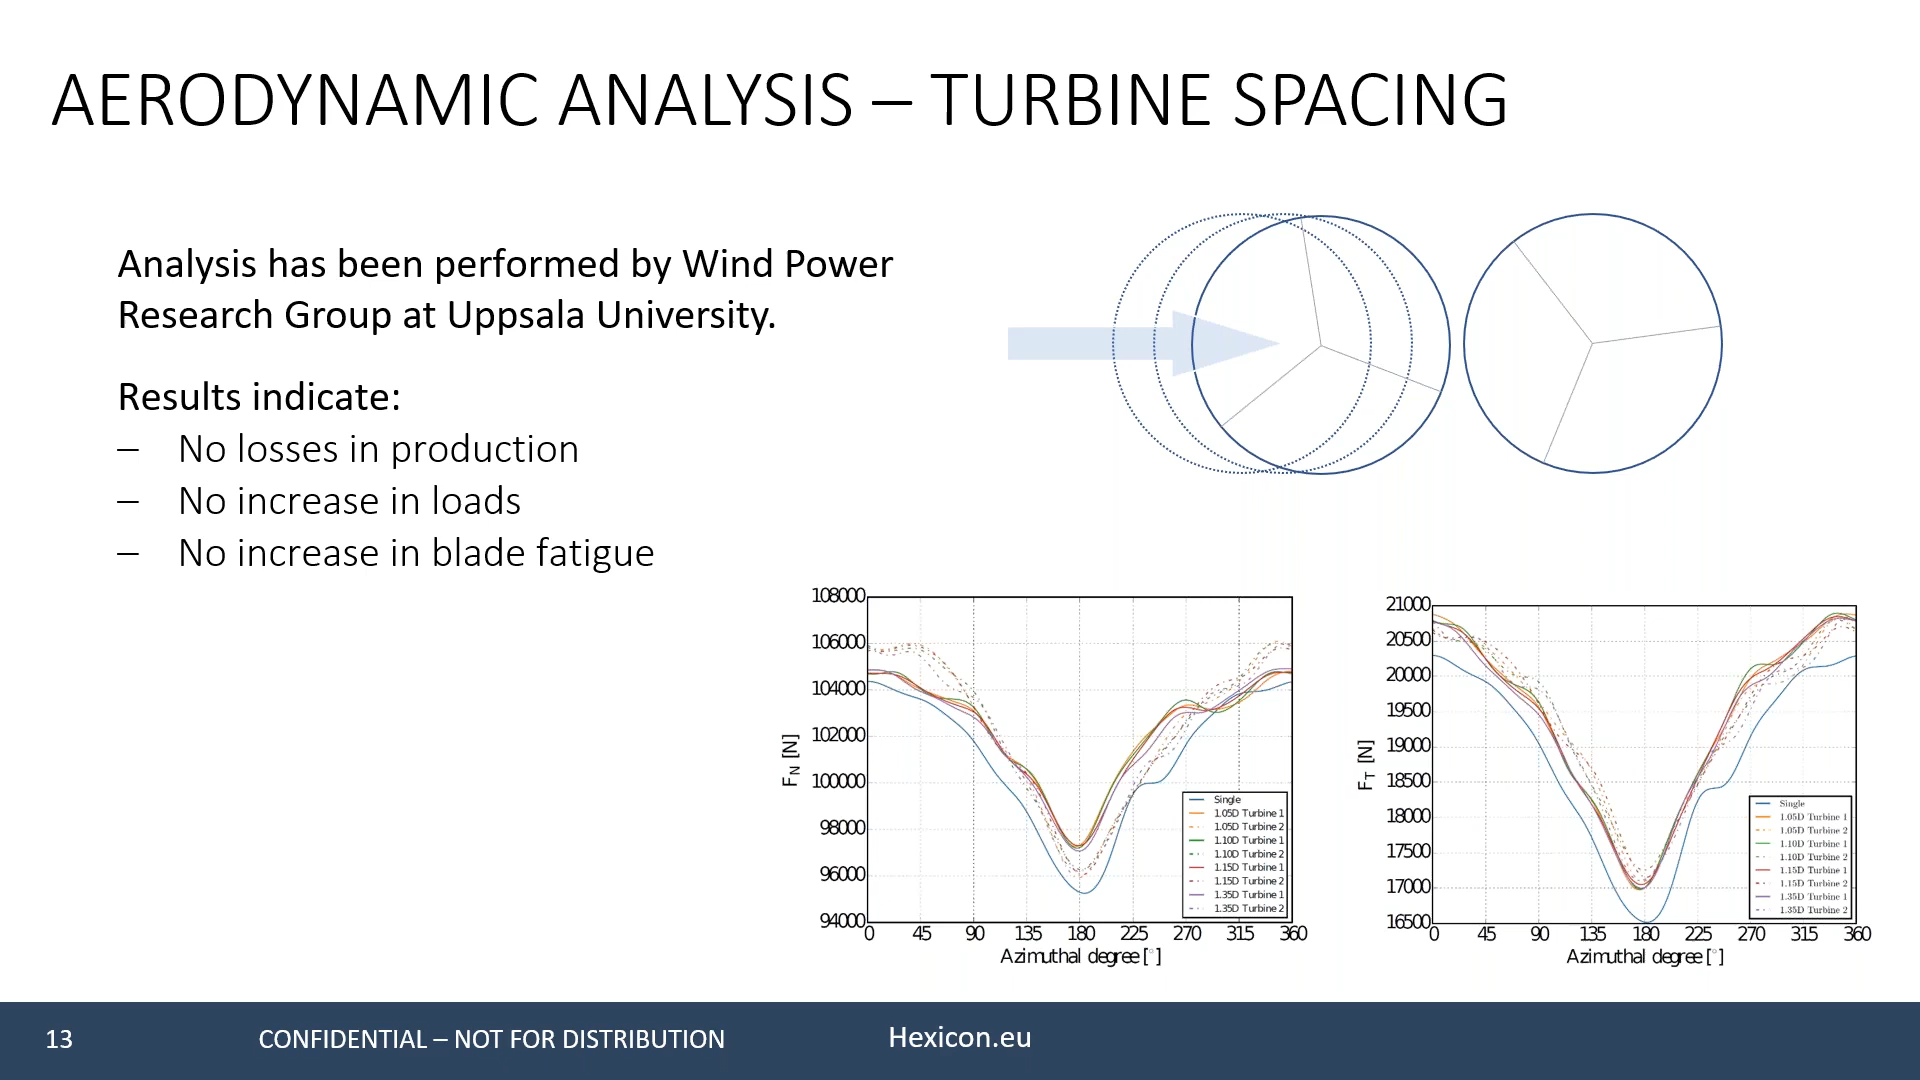 AERODYNAMIC ANALYSIS – TURBINE SPACING
Analysis has been performed by Wind Power
Research Group at Uppsala University.
Results indicate:
– No losses in production
– No increase in loads
– No increase in blade fatigue
108000
106000
104000
102000
100000
98000
96000
94000
FN [N]
0 45 90 135 180 225 270 315 360
Azimuthal degree [°]
Single
1.05D Turbine 1
1.05D Turbine 2
1.10D Turbine 1
1.10D Turbine 2
1.15D Turbine 1
1.15D Turbine 2
1.35D Turbine 1
1.35D Turbine 2
21000
20500
20000
19500
19000
18500
18000
17500
17000
16500
FT [N]
0 45 90 135 180 225 270 315 360
Azimuthal degree [°]
Single
1.05D Turbine 1
1.05D Turbine 2
1.10D Turbine 1
1.10D Turbine 2
1.15D Turbine 1
1.15D Turbine 2
1.35D Turbine 1
1.35D Turbine 2
13 CONFIDENTIAL – NOT FOR DISTRIBUTION Hexicon.eu